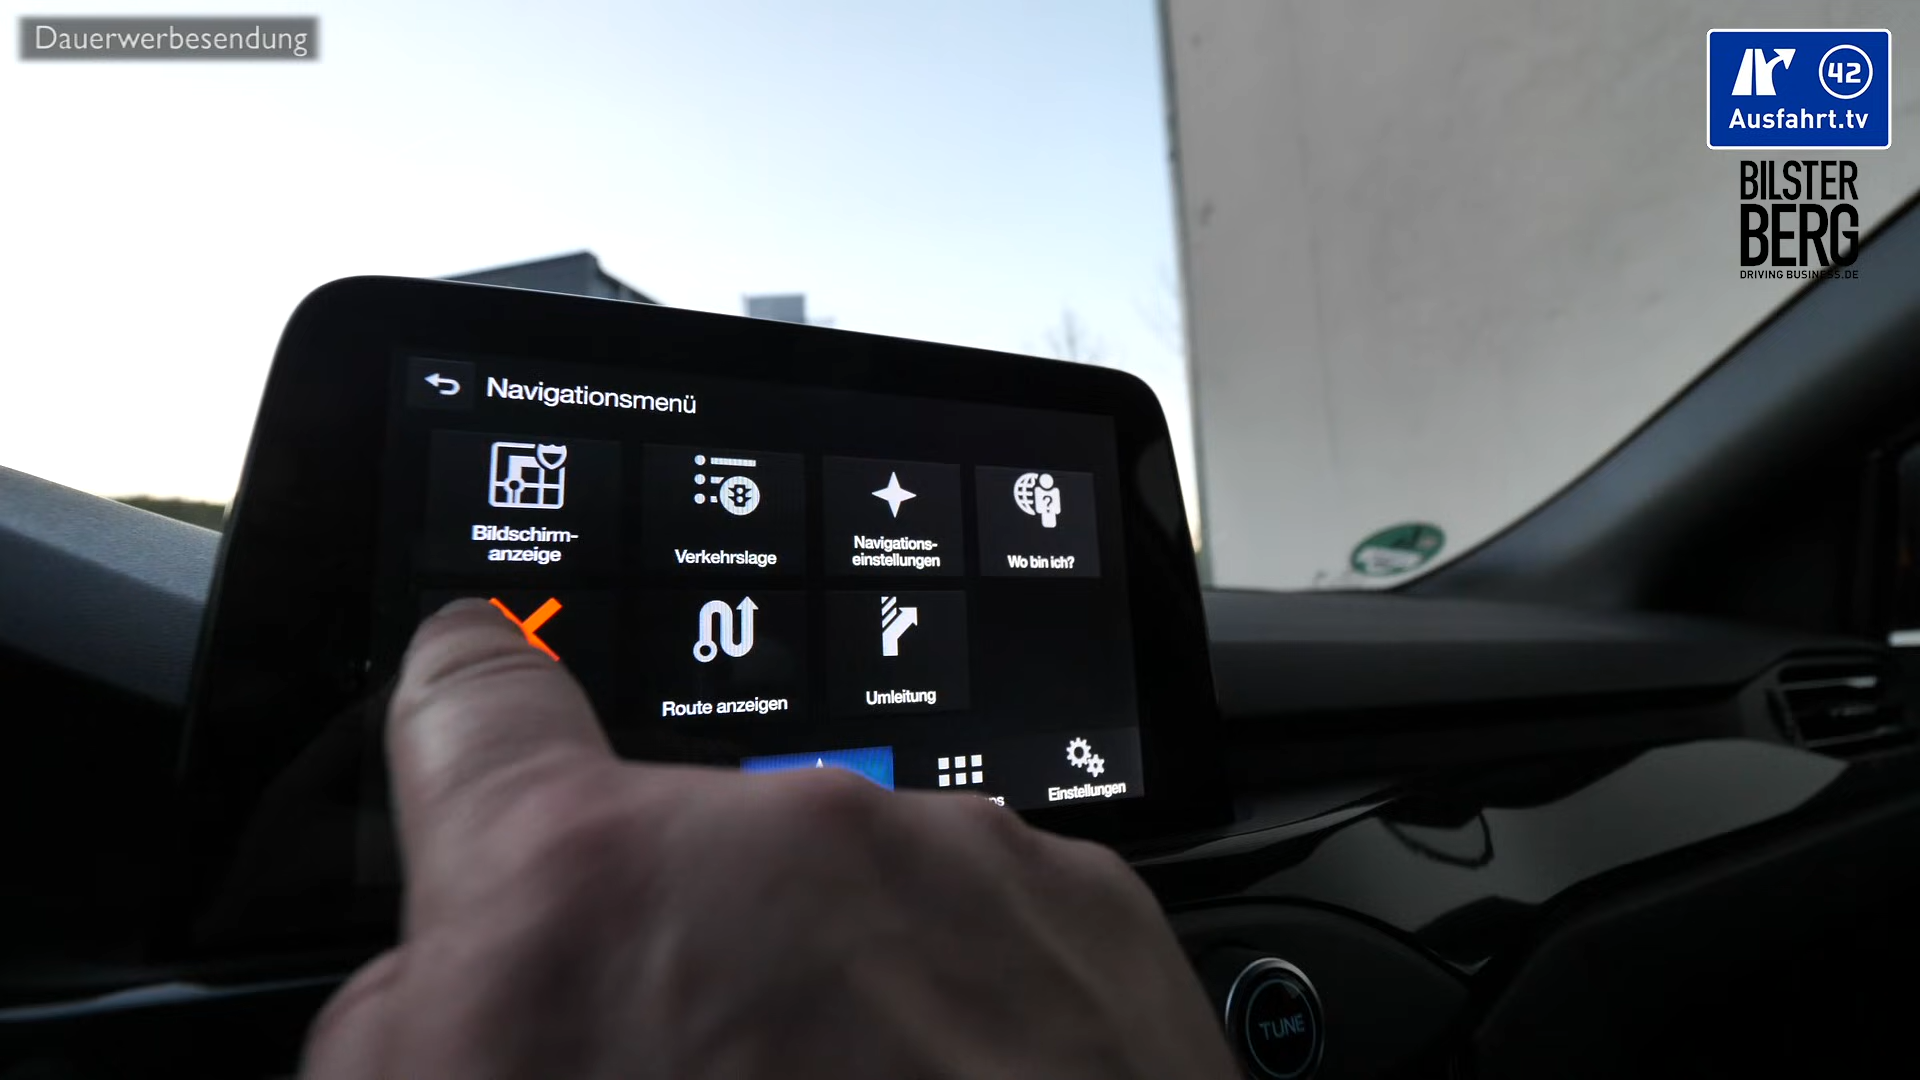 Dauerwerbesendung
42
Ausfahrt.tv
BILSTER
BERG
DRIVING BUSINESS.DE
Navigationsmenü
Bildschirm-
anzeige
Verkehrslage
Navigations-
einstellungen
Wo bin ich?
Route anzeigen
Umleitung
Einstellungen
TUNE